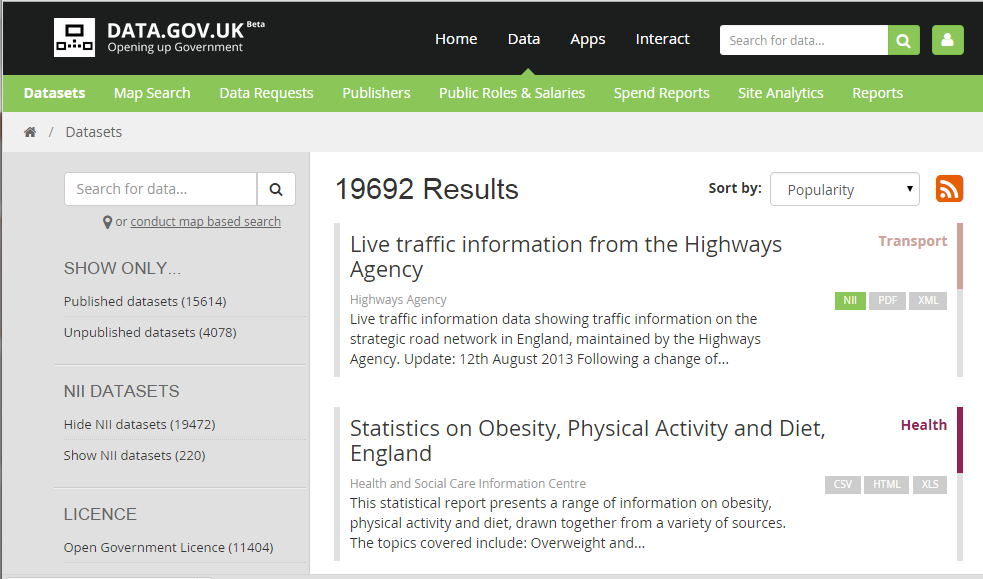 DATA.GOV.UK Beta
Opening up Government
Home Data Apps Interact
Search for data...
Datasets Map Search Data Requests Publishers Public Roles & Salaries Spend Reports Site Analytics Reports
/ Datasets
Search for data...
or conduct map based search
SHOW ONLY...
Published datasets (15614)
Unpublished datasets (4078)
NII DATASETS
Hide NII datasets (19472)
Show NII datasets (220)
LICENCE
Open Government Licence (11404)
19692 Results
Sort by: Popularity
Live traffic information from the Highways
Agency
Transport
Highways Agency
NII PDF XML
Live traffic information data showing traffic information on the
strategic road network in England, maintained by the Highways
Agency. Update: 12th August 2013 Following a change of...
Statistics on Obesity, Physical Activity and Diet,
England
Health
Health and Social Care Information Centre
CSV HTML XLS
This statistical report presents a range of information on obesity,
physical activity and diet, drawn together from a variety of sources.
The topics covered include: Overweight and...